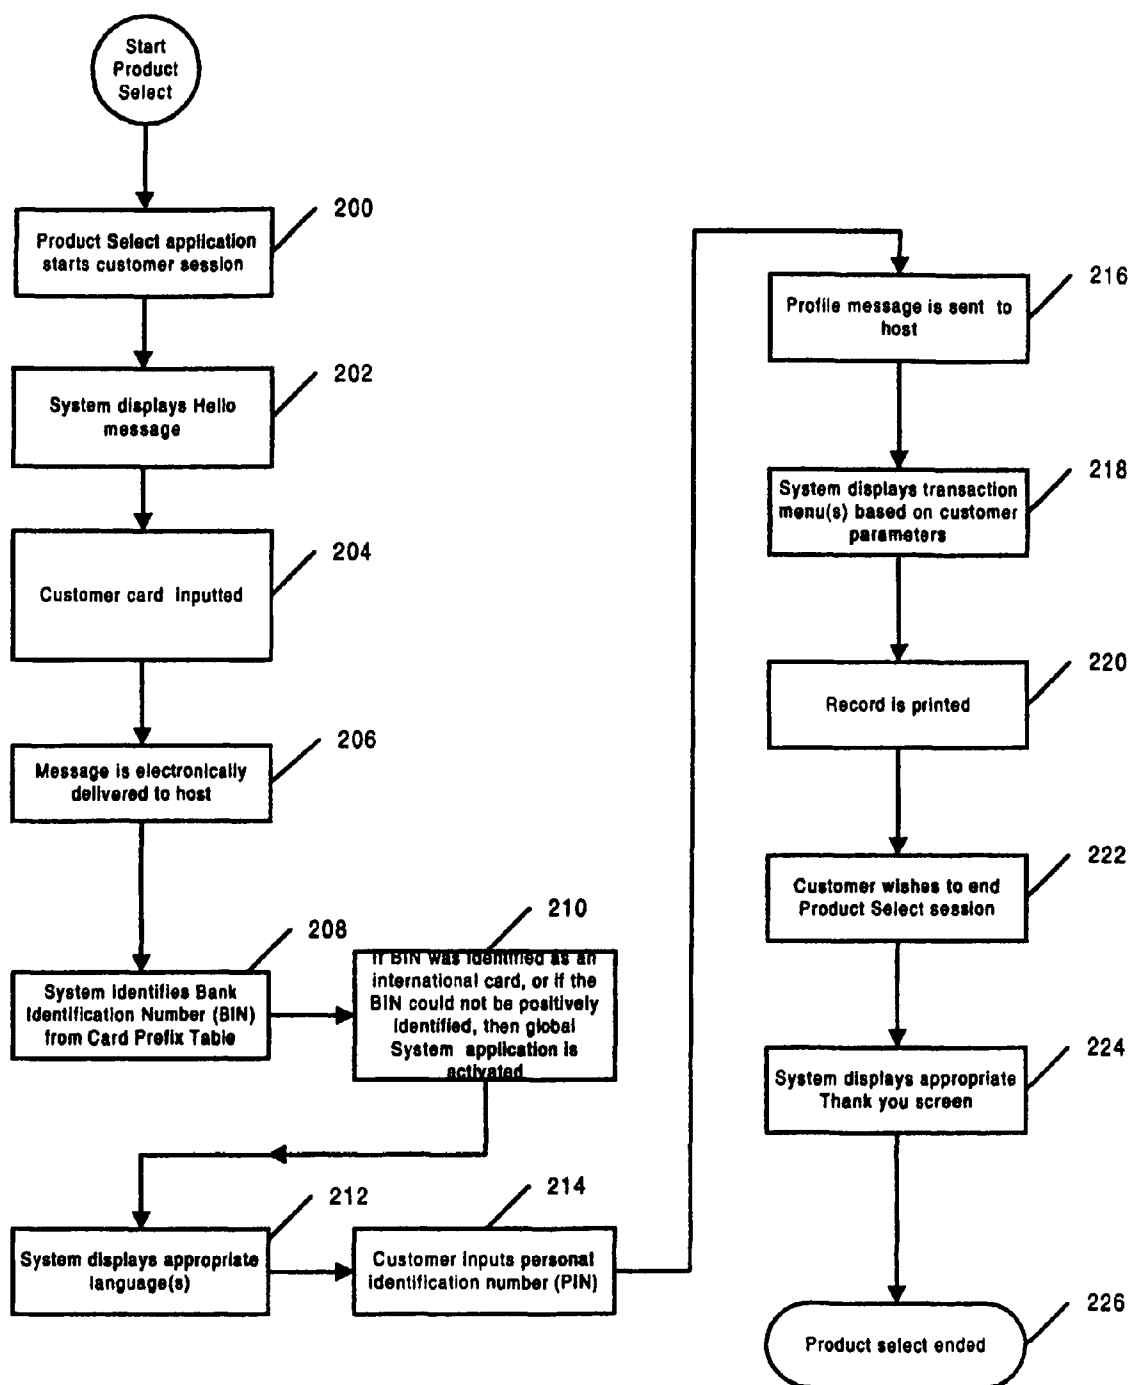 Start
Product
Select
200
Product Select application
starts customer session
202
System displays Hello
message
204
Customer card inputted
206
Message is electronically
delivered to host
208
System identifies Bank
Identification Number (BIN)
from Card Prefix Table
210
If BIN was identified as an
international card, or if the
BIN could not be positively
identified, then global
System application is
activated
212
System displays appropriate
language(s)
214
Customer inputs personal
identification number (PIN)
216
Profile message is sent to
host
218
System displays transaction
menu(s) based on customer
parameters
220
Record is printed
222
Customer wishes to end
Product Select session
224
System displays appropriate
Thank you screen
226
Product select ended